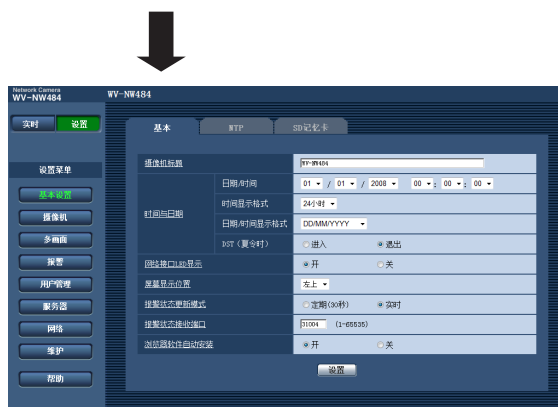 Network Camera
WV-NW484
WV-NW484
实时 设置
基本 NTP SD记忆卡
设置菜单
基本设置
摄像机
多画面
报警
用户管理
服务器
网络
维护
帮助
摄像机标题 WV-NW484
时间与日期
日期/时间 01 / 01 / 2008 00 : 00 : 00
时间显示格式 24小时
日期/时间显示格式 DD/MM/YYYY
DST（夏令时） 进入 退出
网络接口LED显示 开 关
屏幕显示位置 左上
报警状态更新模式 定期(30秒) 实时
报警状态接收端口 31004 (1-65535)
浏览器软件自动安装 开 关
设置